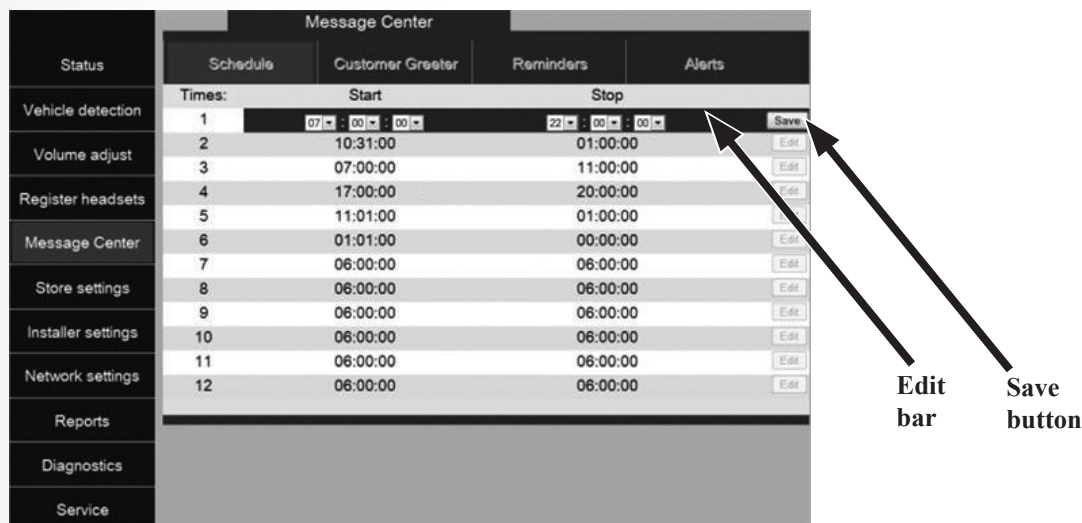 Message Center
Status
Vehicle detection
Volume adjust
Register headsets
Message Center
Store settings
Installer settings
Network settings
Reports
Diagnostics
Service
Schedule Customer Greeter Reminders Alerts
Times: Start Stop
1 07 : 00 : 00 22 : 00 : 00 Save
2 10:31:00 01:00:00 Edit
3 07:00:00 11:00:00 Edit
4 17:00:00 20:00:00 Edit
5 11:01:00 01:00:00
6 01:01:00 00:00:00 Edit
7 06:00:00 06:00:00 Edit
8 06:00:00 06:00:00 Edit
9 06:00:00 06:00:00 Edit
10 06:00:00 06:00:00 Edit
11 06:00:00 06:00:00 Edit
12 06:00:00 06:00:00 Edit
Edit
bar
Save
button